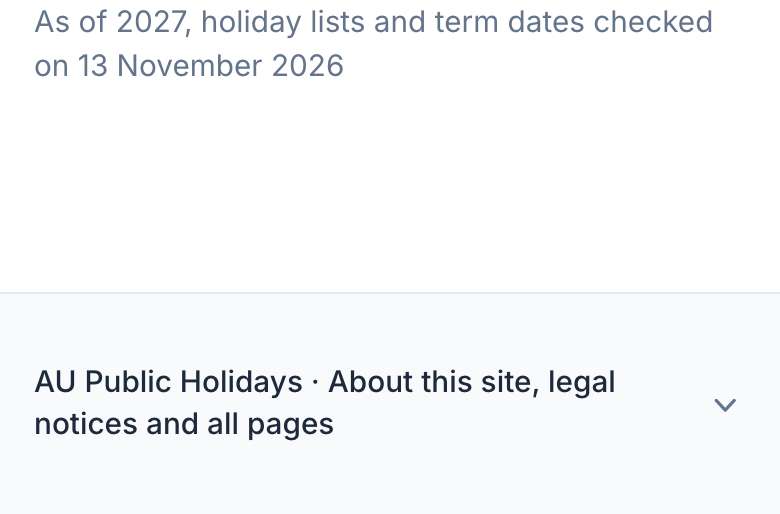 As of 2027, holiday lists and term dates checked
on 13 November 2026
AU Public Holidays · About this site, legal
notices and all pages